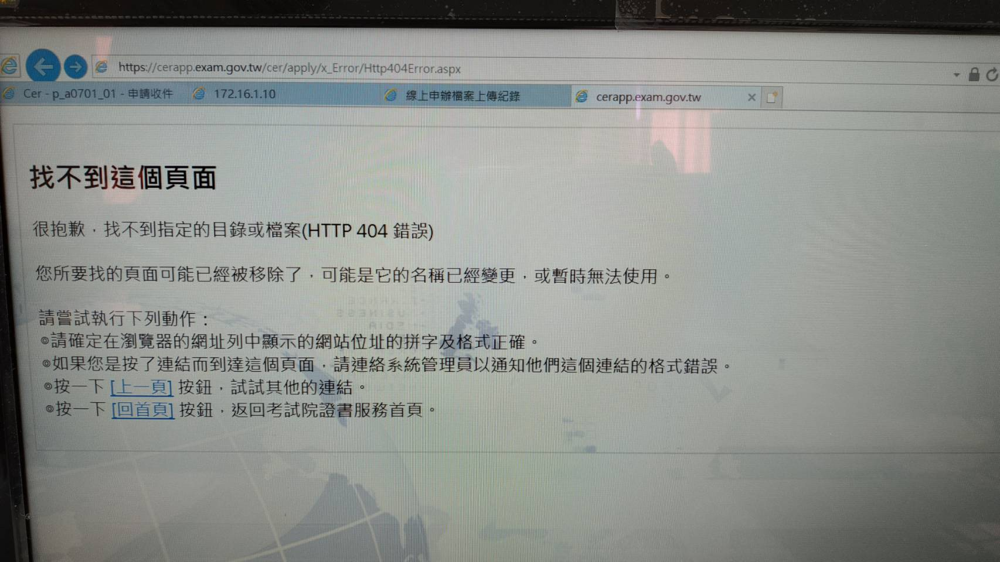 https://cerapp.exam.gov.tw/cer/apply/x_Error/Http404Error.aspx
Cer - p_a0701_01 - 申請收件
172.16.1.10
線上申辦檔案上傳紀錄
cerapp.exam.gov.tw
找不到這個頁面
很抱歉，找不到指定的目錄或檔案(HTTP 404 錯誤)
您所要找的頁面可能已經被移除了，可能是它的名稱已經變更，或暫時無法使用。
請嘗試執行下列動作：
◎請確定在瀏覽器的網址列中顯示的網站位址的拼字及格式正確。
◎如果您是按了連結而到達這個頁面，請連絡系統管理員以通知他們這個連結的格式錯誤。
◎按一下 [上一頁] 按鈕，試試其他的連結。
◎按一下 [回首頁] 按鈕，返回考試院證書服務首頁。